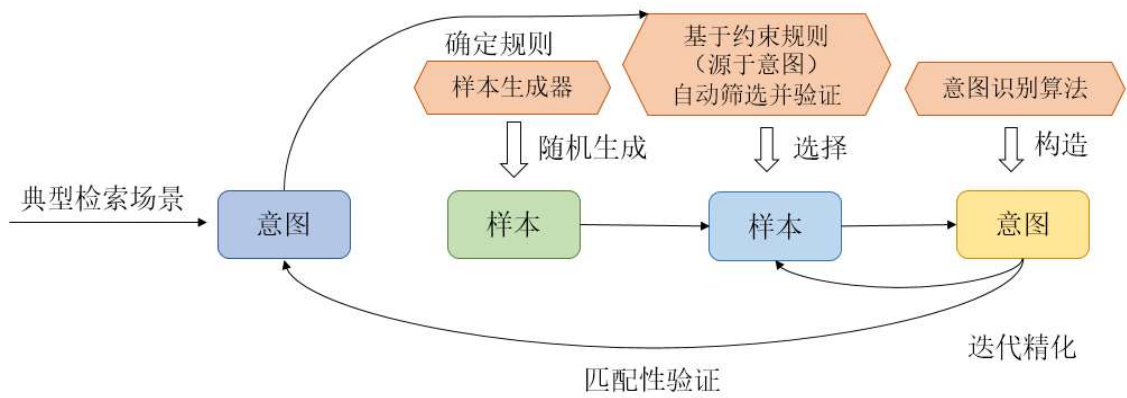 确定规则
基于约束规则
（源于意图）
自动筛选并验证
样本生成器
意图识别算法
随机生成
选择
构造
典型检索场景
意图
样本
样本
意图
迭代精化
匹配性验证